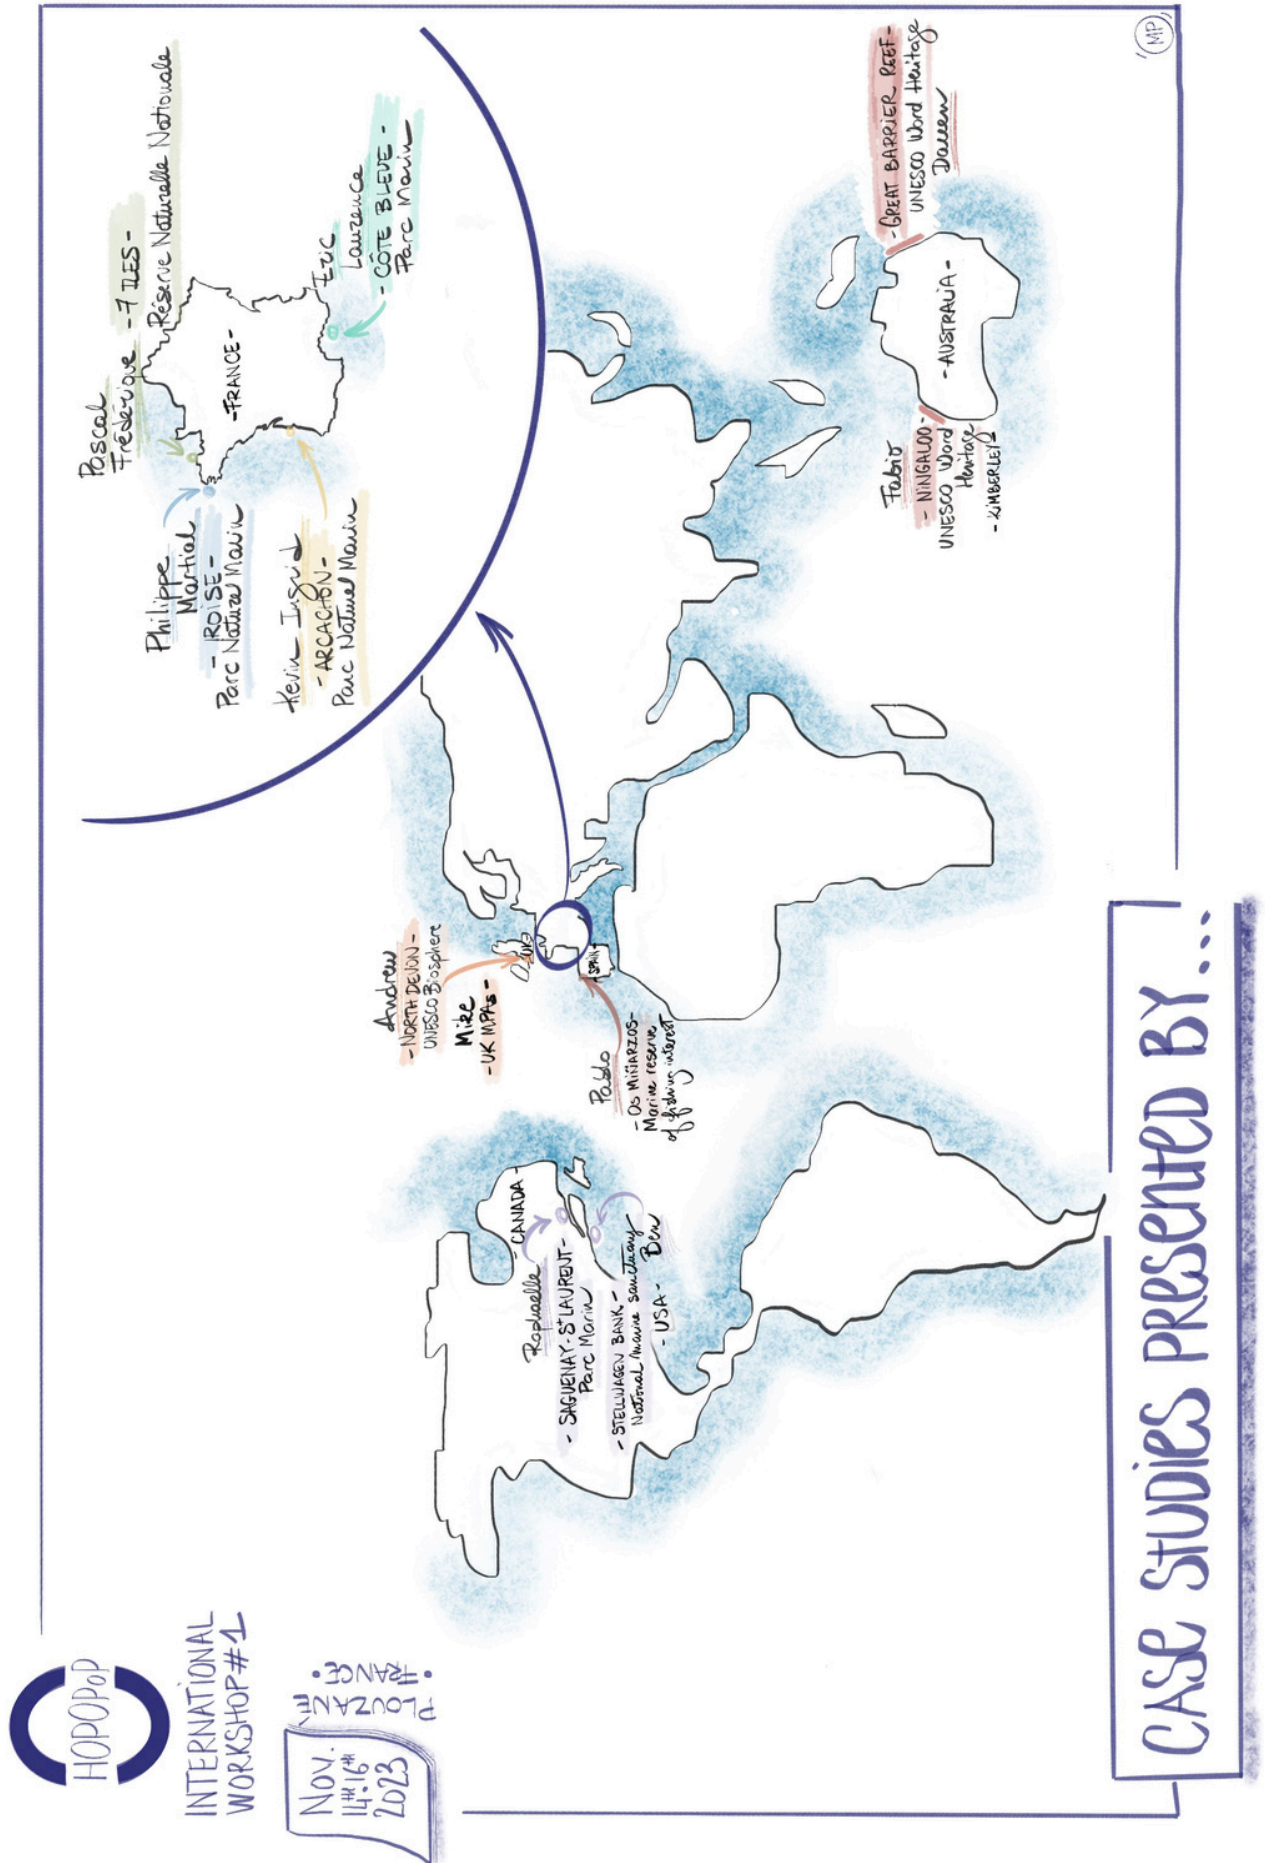 HOPOPoP
INTERNATIONAL
WORKSHOP #1
NOV.
14TH.16TH
2023
PLOUZANE
• FRANCE •
Raphaelle
- CANADA -
- SAGUENAY-St LAURENT -
Parc Marin
- STELLWAGEN BANK -
National Marine sanctuary
Ben
- USA -
Andrew
- NORTH DEVON -
UNESCO Biosphere
Mike
- UK MPAs -
- UK -
Pablo
- OS MIÑARZOS -
Marine reserve
of fishing interest
- SPAIN -
Pascal
Frédérique
- 7 ILES -
Réserve Naturelle Nationale
Philippe
Martial
- IROISE -
Parc Naturel Marin
Kevin Ingrid
- ARCACHON -
Parc Naturel Marin
- FRANCE -
Eric
Laurence
- CÔTE BLEUE -
Parc Marin
Fabio
- NINGALOO -
UNESCO Word
Heritage
- KIMBERLEY -
- AUSTRALIA -
- GREAT BARRIER REEF -
UNESCO Word Heritage
Darren
MP
CASE STUDIES PRESENTED BY...